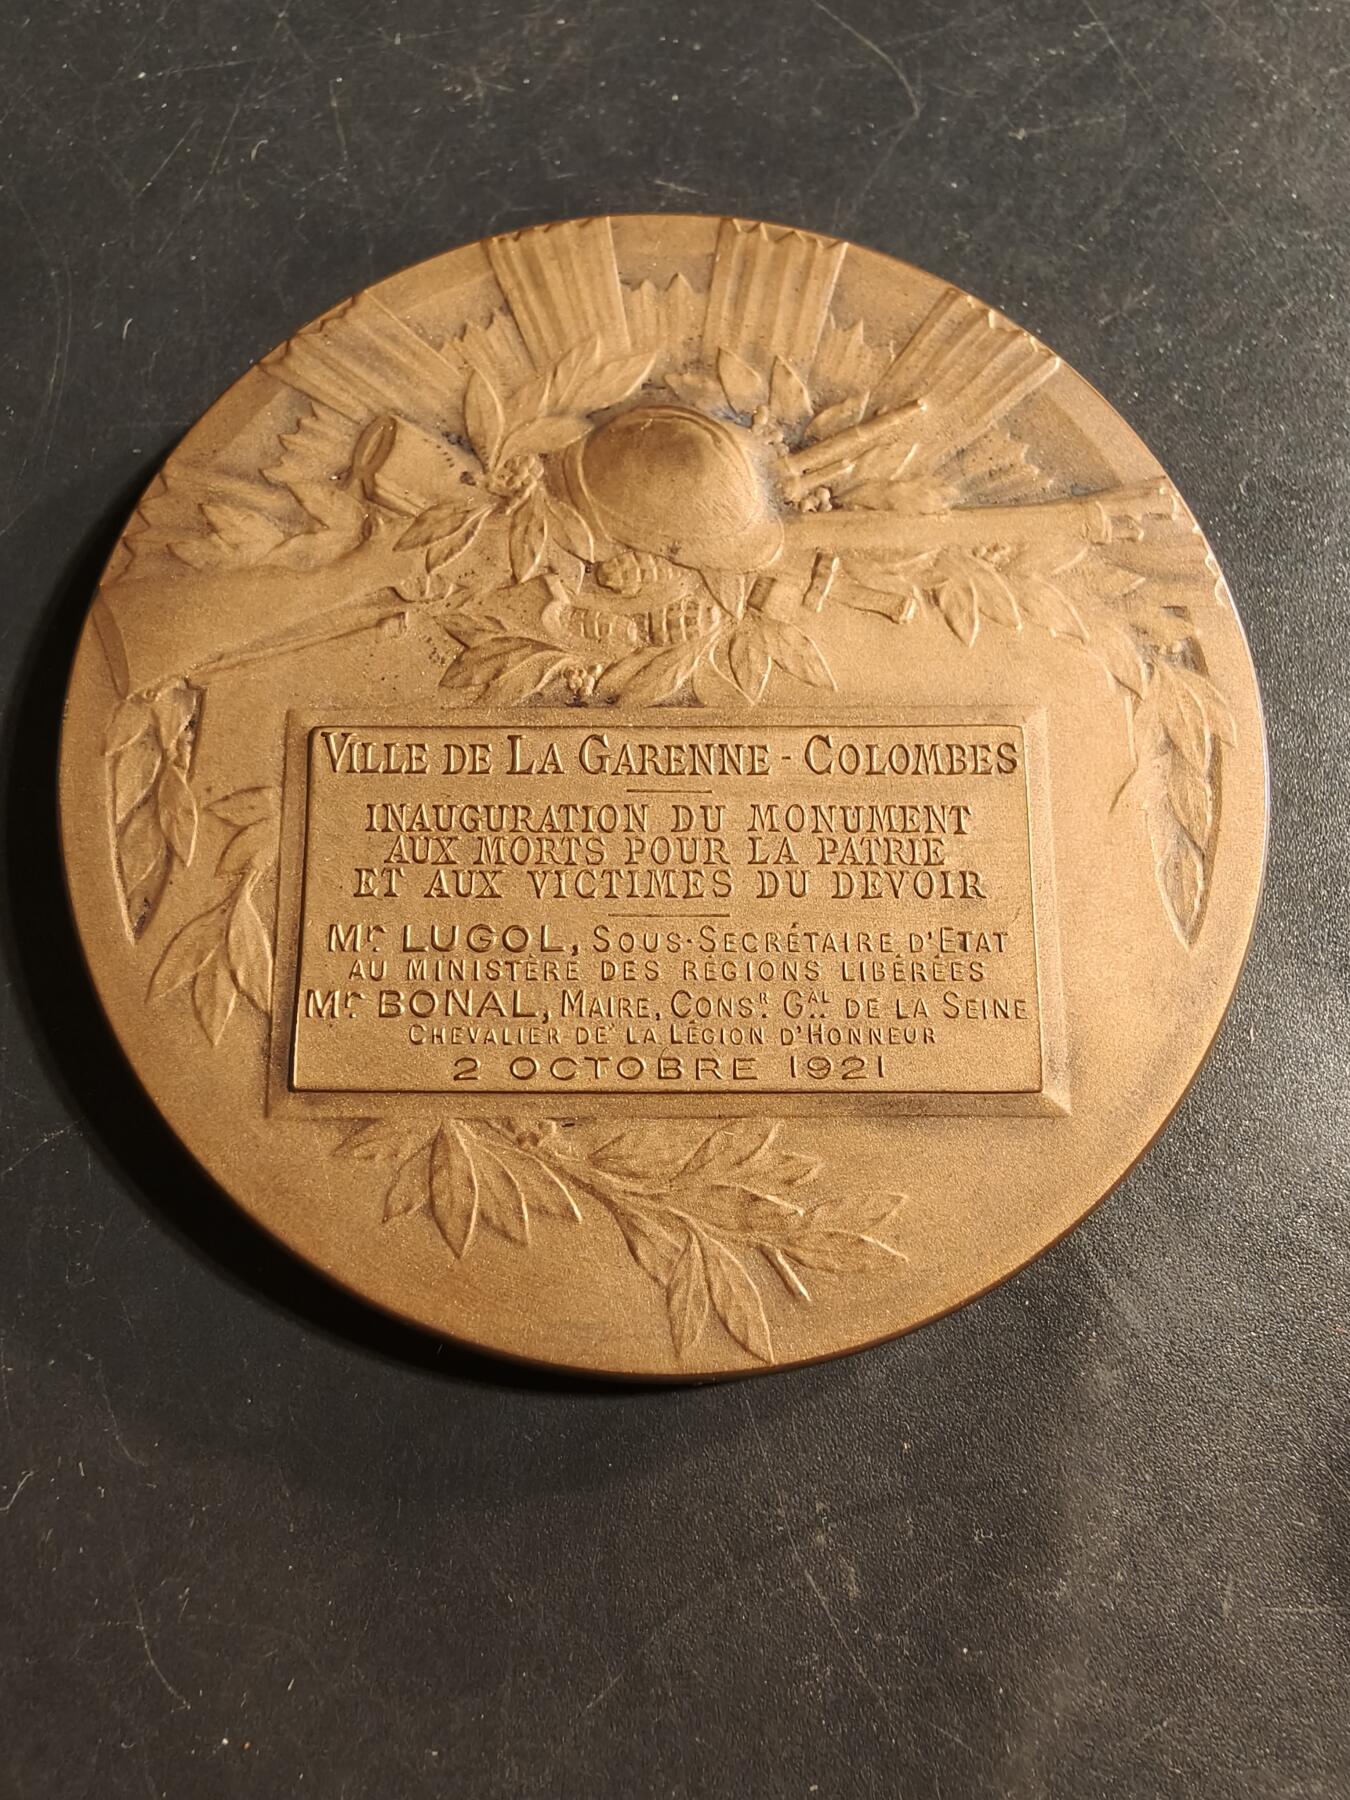 VILLE DE LA GARENNE - COLOMBES
INAUGURATION DU MONUMENT
AUX MORTS POUR LA PATRIE
ET AUX VICTIMES DU DEVOIR
Mr LUGOL, SOUS-SECRÉTAIRE D'ETAT
AU MINISTÈRE DES RÉGIONS LIBÉRÉES
Mr BONAL, MAIRE, CONSR GAL DE LA SEINE
CHEVALIER DE LA LÉGION D'HONNEUR
2 OCTOBRE 1921